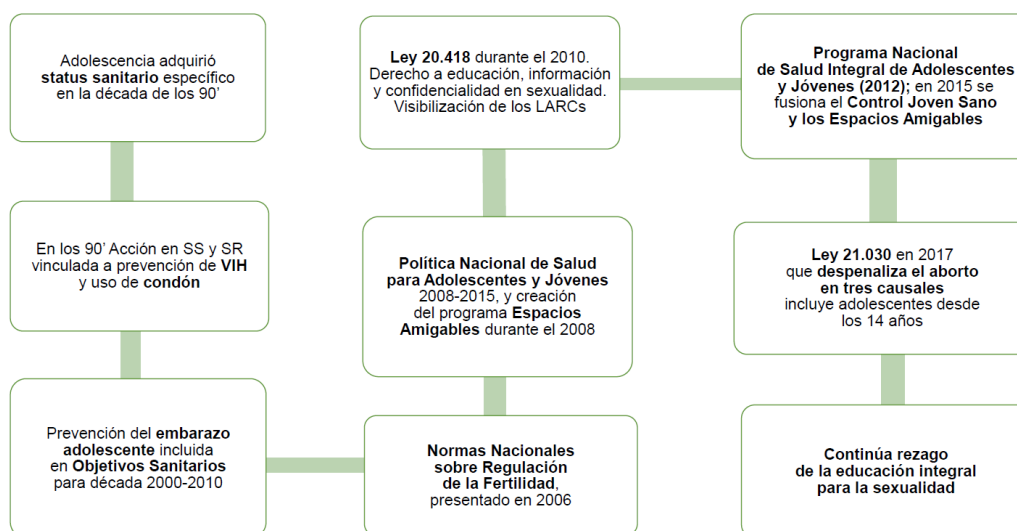 Adolescencia adquirió
status sanitario específico
en la década de los 90’
En los 90’ Acción en SS y SR
vinculada a prevención de VIH
y uso de condón
Prevención del embarazo
adolescente incluida
en Objetivos Sanitarios
para década 2000-2010
Normas Nacionales
sobre Regulación
de la Fertilidad,
presentado en 2006
Política Nacional de Salud
para Adolescentes y Jóvenes
2008-2015, y creación
del programa Espacios
Amigables durante el 2008
Ley 20.418 durante el 2010.
Derecho a educación, información
y confidencialidad en sexualidad.
Visibilización de los LARCs
Programa Nacional
de Salud Integral de Adolescentes
y Jóvenes (2012); en 2015 se
fusiona el Control Joven Sano
y los Espacios Amigables
Ley 21.030 en 2017
que despenaliza el aborto
en tres causales
incluye adolescentes desde
los 14 años
Continúa rezago
de la educación integral
para la sexualidad